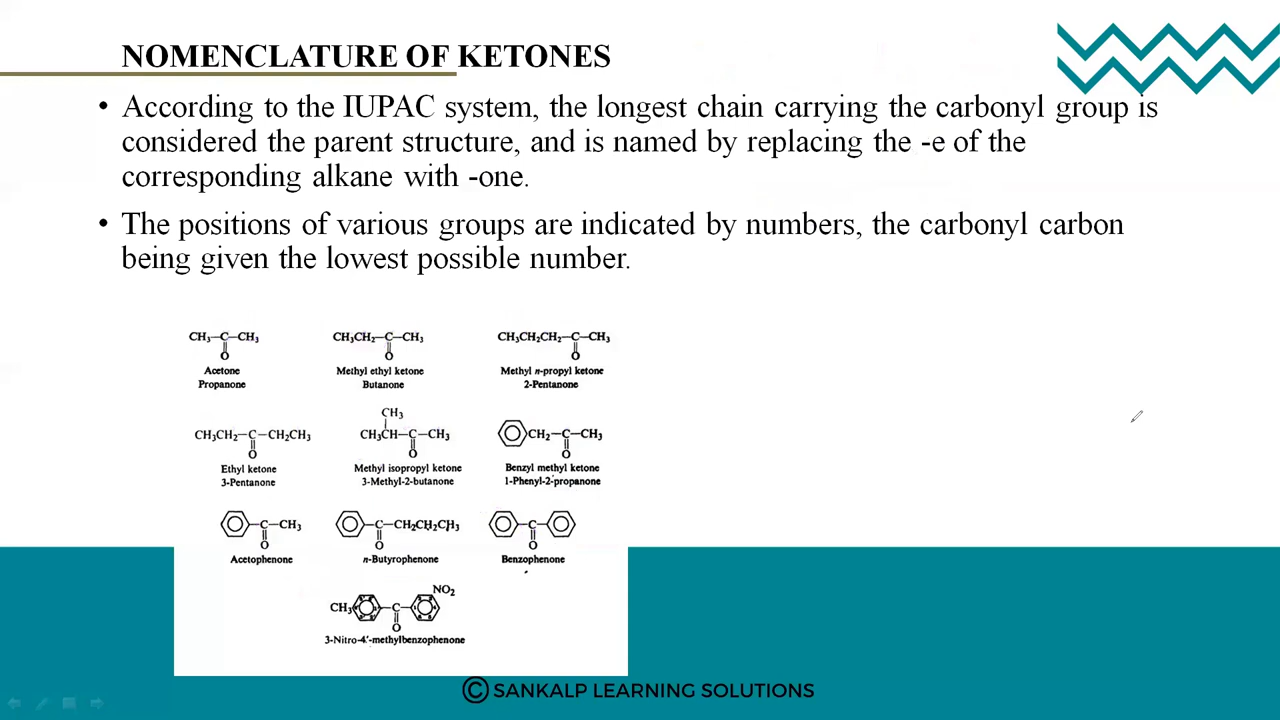 NOMENCLATURE OF KETONES
• According to the IUPAC system, the longest chain carrying the carbonyl group is
considered the parent structure, and is named by replacing the -e of the
corresponding alkane with -one.
• The positions of various groups are indicated by numbers, the carbonyl carbon
being given the lowest possible number.
CH₃—C—CH₃ CH₃CH₂—C—CH₃ CH₃CH₂CH₂—C—CH₃
O O O
Acetone Methyl ethyl ketone Methyl n-propyl ketone
Propanone Butanone 2-Pentanone
CH₃
CH₃CH₂—C—CH₂CH₃ CH₃CH—C—CH₃ CH₂—C—CH₃
O O O
Ethyl ketone Methyl isopropyl ketone Benzyl methyl ketone
3-Pentanone 3-Methyl-2-butanone 1-Phenyl-2-propanone
C—CH₃ C—CH₂CH₂CH₃ C
O O O
Acetophenone n-Butyrophenone Benzophenone
NO₂
CH₃ C
O
3-Nitro-4'-methylbenzophenone
© SANKALP LEARNING SOLUTIONS